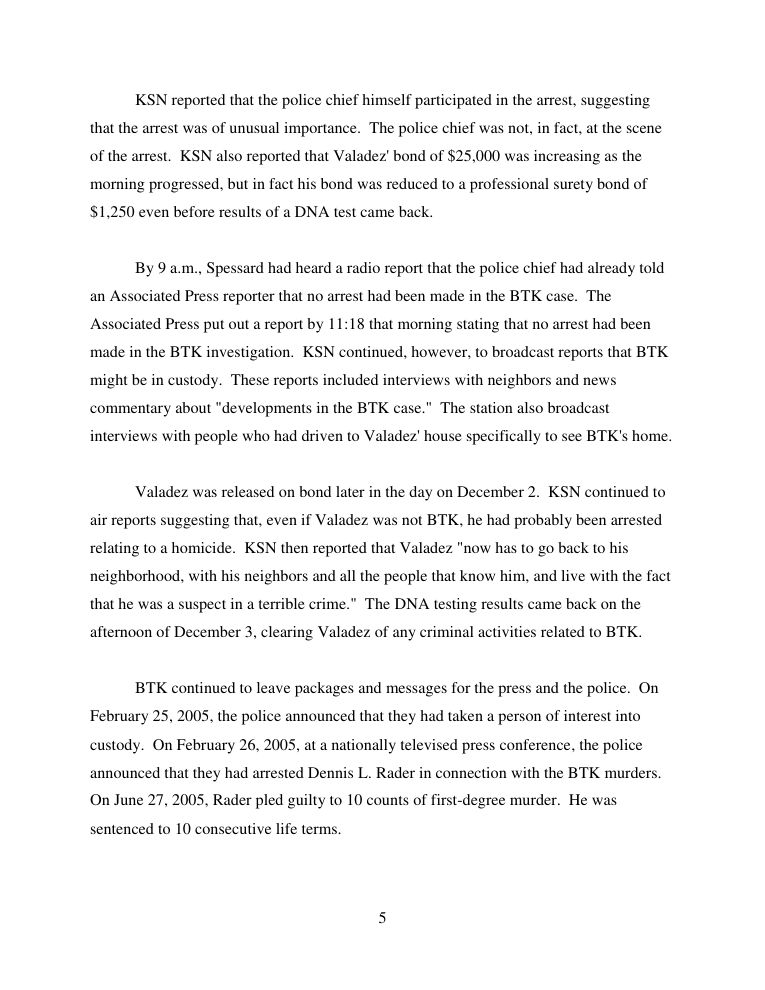 KSN reported that the police chief himself participated in the arrest, suggesting
that the arrest was of unusual importance.  The police chief was not, in fact, at the scene
of the arrest.  KSN also reported that Valadez' bond of $25,000 was increasing as the
morning progressed, but in fact his bond was reduced to a professional surety bond of
$1,250 even before results of a DNA test came back.
By 9 a.m., Spessard had heard a radio report that the police chief had already told
an Associated Press reporter that no arrest had been made in the BTK case.  The
Associated Press put out a report by 11:18 that morning stating that no arrest had been
made in the BTK investigation.  KSN continued, however, to broadcast reports that BTK
might be in custody.  These reports included interviews with neighbors and news
commentary about "developments in the BTK case."  The station also broadcast
interviews with people who had driven to Valadez' house specifically to see BTK's home.
Valadez was released on bond later in the day on December 2.  KSN continued to
air reports suggesting that, even if Valadez was not BTK, he had probably been arrested
relating to a homicide.  KSN then reported that Valadez "now has to go back to his
neighborhood, with his neighbors and all the people that know him, and live with the fact
that he was a suspect in a terrible crime."  The DNA testing results came back on the
afternoon of December 3, clearing Valadez of any criminal activities related to BTK.
BTK continued to leave packages and messages for the press and the police.  On
February 25, 2005, the police announced that they had taken a person of interest into
custody.  On February 26, 2005, at a nationally televised press conference, the police
announced that they had arrested Dennis L. Rader in connection with the BTK murders.
On June 27, 2005, Rader pled guilty to 10 counts of first-degree murder.  He was
sentenced to 10 consecutive life terms.
5